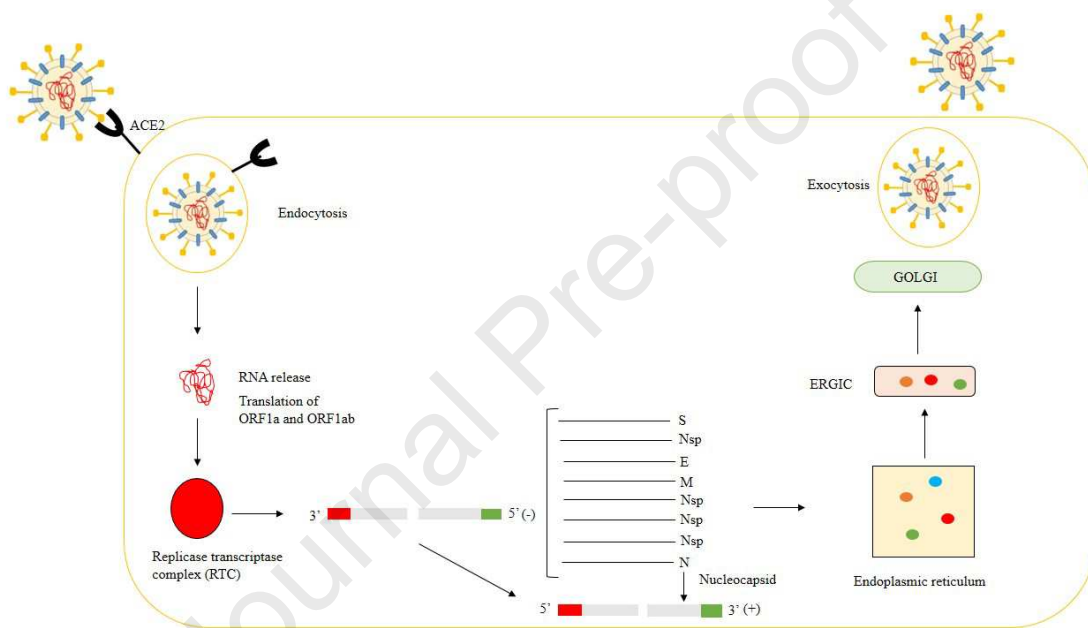 Journal Pre-proof
ACE2
Endocytosis
RNA release
Translation of
ORF1a and ORF1ab
Replicase transcriptase
complex (RTC)
3’ 5’ (-)
S
Nsp
E
M
Nsp
Nsp
Nsp
N
Nucleocapsid
5’ 3’ (+)
Endoplasmic reticulum
ERGIC
GOLGI
Exocytosis